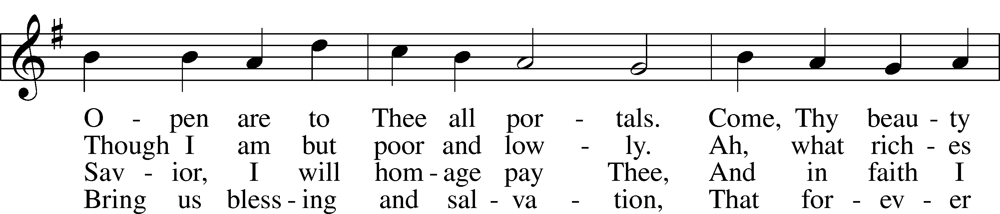 O - pen are to Thee all por - tals. Come, Thy beau - ty
Though I am but poor and low - ly. Ah, what rich - es
Sav - ior, I will hom - age pay Thee, And in faith I
Bring us bless - ing and sal - va - tion, That for - ev - er